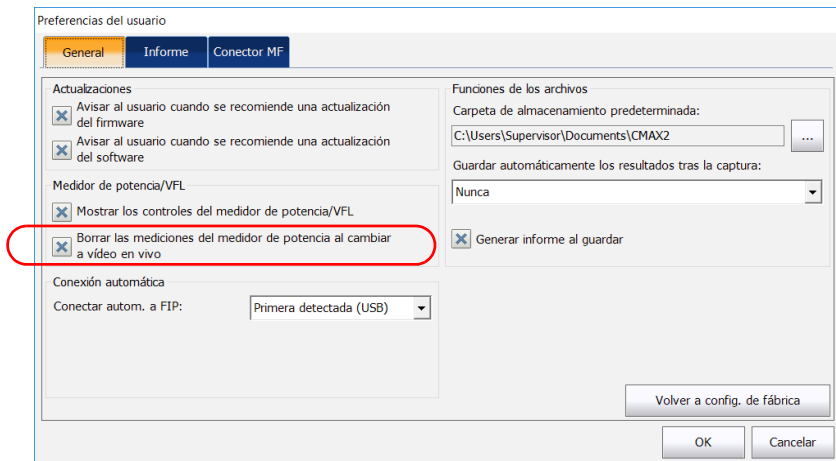 Preferencias del usuario
General
Informe
Conector MF
Actualizaciones
Avisar al usuario cuando se recomiende una actualización
del firmware
Avisar al usuario cuando se recomiende una actualización
del software
Medidor de potencia/VFL
Mostrar los controles del medidor de potencia/VFL
Borrar las mediciones del medidor de potencia al cambiar
a vídeo en vivo
Conexión automática
Conectar autom. a FIP:
Primera detectada (USB)
Funciones de los archivos
Carpeta de almacenamiento predeterminada:
C:\Users\Supervisor\Documents\CMAX2
...
Guardar automáticamente los resultados tras la captura:
Nunca
Generar informe al guardar
Volver a config. de fábrica
OK
Cancelar